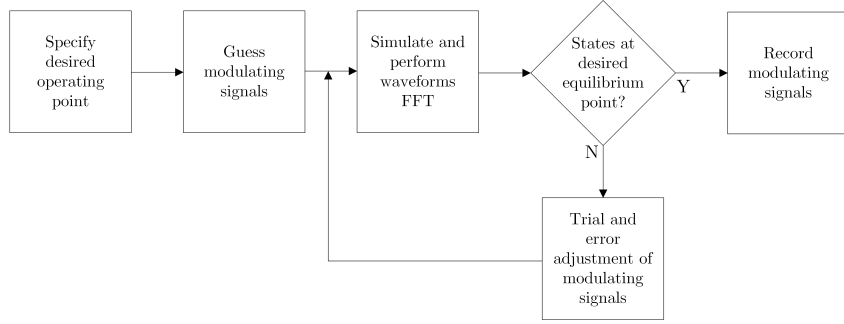 Specify
desired
operating
point
Guess
modulating
signals
Simulate and
perform
waveforms
FFT
States at
desired
equilibrium
point?
Y
Record
modulating
signals
N
Trial and
error
adjustment of
modulating
signals